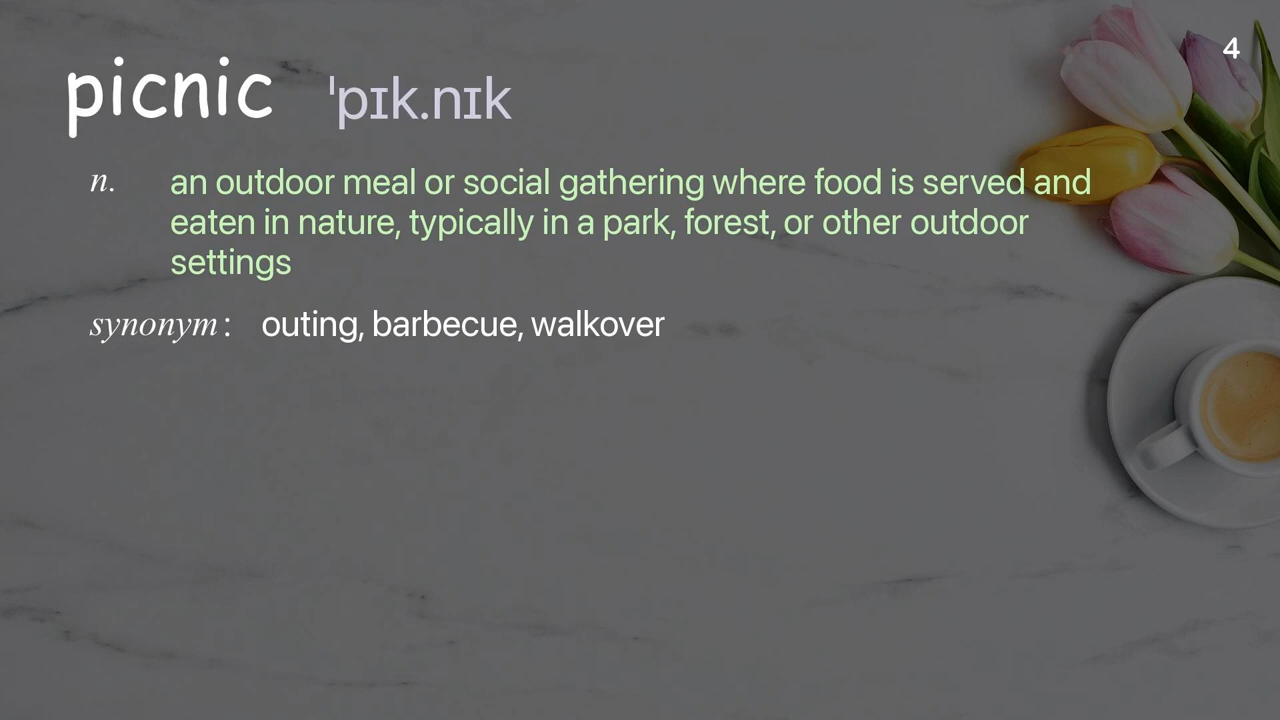 4
picnic ˈpɪk.nɪk
n. an outdoor meal or social gathering where food is served and
eaten in nature, typically in a park, forest, or other outdoor
settings
synonym: outing, barbecue, walkover